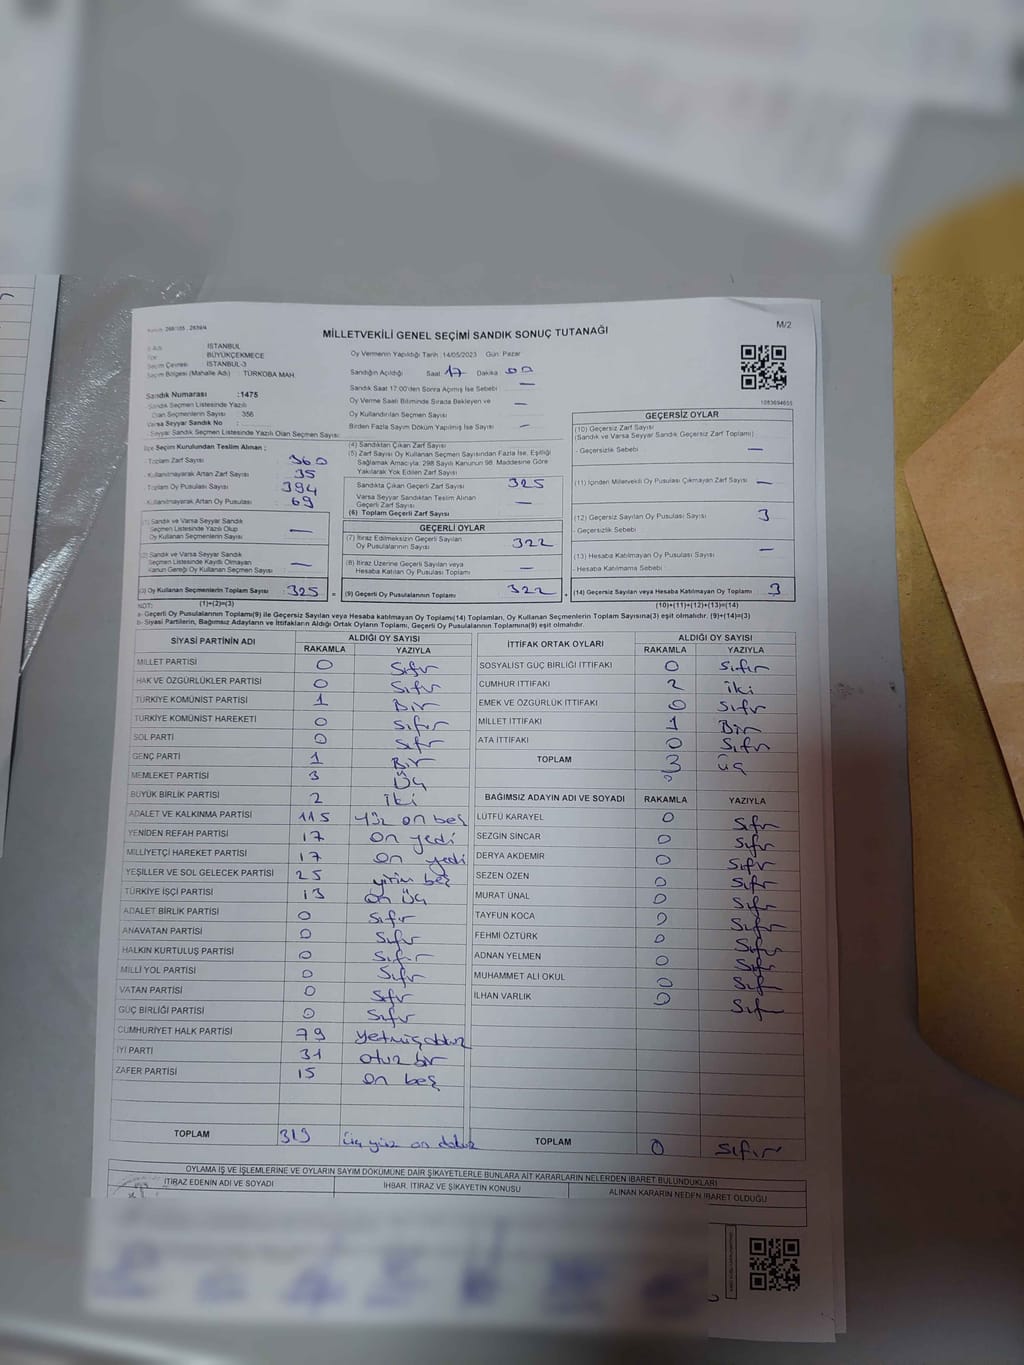 M/2
MİLLETVEKİLİ GENEL SEÇİMİ SANDIK SONUÇ TUTANAĞI
İSTANBUL
BÜYÜKÇEKMECE
Seçim Çevresi İSTANBUL-3
Seçim Bölgesi (Mahalle Adı) TÜRKOBA MAH.
Oy Vermenin Yapıldığı Tarih :14/05/2023 Gün: Pazar
Sandığın Açıldığı Saat 17 Dakika 00
Sandık Saat 17:00'den Sonra Açılmış İse Sebebi —
Oy Verme Saati Bitiminde Sırada Bekleyen ve —
Oy Kullandırılan Seçmen Sayısı
Birden Fazla Sayım Döküm Yapılmış İse Sayısı —
1083694655
Sandık Numarası :1475
Sandık Seçmen Listesinde Yazılı
Olan Seçmenlerin Sayısı 356
Varsa Seyyar Sandık No
Seyyar Sandık Seçmen Listesinde Yazılı Olan Seçmen Sayısı
İlçe Seçim Kurulundan Teslim Alınan ;
Toplam Zarf Sayısı 360
Kullanılmayarak Artan Zarf Sayısı 35
Toplam Oy Pusulası Sayısı 394
Kullanılmayarak Artan Oy Pusulası 69
(1) Sandık ve Varsa Seyyar Sandık
Seçmen Listesinde Yazılı Olup
Oy Kullanan Seçmenlerin Sayısı —
(2) Sandık ve Varsa Seyyar Sandık
Seçmen Listesinde Kayıtlı Olmayan
Kanun Gereği Oy Kullanan Seçmen Sayısı —
(3) Oy Kullanan Seçmenlerin Toplam Sayısı : 325 =
(1)+(2)=(3)
(4) Sandıktan Çıkan Zarf Sayısı
(5) Zarf Sayısı Oy Kullanan Seçmen Sayısından Fazla İse, Eşitliği
Sağlamak Amacıyla; 298 Sayılı Kanunun 98. Maddesine Göre
Yakılarak Yok Edilen Zarf Sayısı
Sandıkta Çıkan Geçerli Zarf Sayısı 325
Varsa Seyyar Sandıktan Teslim Alınan
Geçerli Zarf Sayısı —
(6) Toplam Geçerli Zarf Sayısı
GEÇERLİ OYLAR
(7) İtiraz Edilmeksizin Geçerli Sayılan
Oy Pusulalarının Sayısı 322
(8) İtiraz Üzerine Geçerli Sayılan veya
Hesaba Katılan Oy Pusulası Toplamı —
(9) Geçerli Oy Pusulalarının Toplamı 322 +
GEÇERSİZ OYLAR
(10) Geçersiz Zarf Sayısı
(Sandık ve Varsa Seyyar Sandık Geçersiz Zarf Toplamı)
- Geçersizlik Sebebi —
(11) İçinden Milletvekili Oy Pusulası Çıkmayan Zarf Sayısı —
(12) Geçersiz Sayılan Oy Pusulası Sayısı 3
- Geçersizlik Sebebi
(13) Hesaba Katılmayan Oy Pusulası Sayısı —
- Hesaba Katılmama Sebebi
(14) Geçersiz Sayılan veya Hesaba Katılmayan Oy Toplamı 3
(10)+(11)+(12)+(13)=(14)
NOT:
a- Geçerli Oy Pusulalarının Toplamı(9) ile Geçersiz Sayılan veya Hesaba Katılmayan Oy Toplamı(14) Toplamları, Oy Kullanan Seçmenlerin Toplam Sayısına(3) eşit olmalıdır. (9)+(14)=(3)
b- Siyasi Partilerin, Bağımsız Adayların ve İttifakların Aldığı Ortak Oyların Toplamı, Geçerli Oy Pusulalarının Toplamına(9) eşit olmalıdır.
SİYASİ PARTİNİN ADI ALDIĞI OY SAYISI
RAKAMLA YAZIYLA
MİLLET PARTİSİ 0 Sıfır
HAK VE ÖZGÜRLÜKLER PARTİSİ 0 Sıfır
TÜRKİYE KOMÜNİST PARTİSİ 1 Bir
TÜRKİYE KOMÜNİST HAREKETİ 0 Sıfır
SOL PARTİ 0 Sıfır
GENÇ PARTİ 1 Bir
MEMLEKET PARTİSİ 3 Üç
BÜYÜK BİRLİK PARTİSİ 2 İki
ADALET VE KALKINMA PARTİSİ 115 Yüz on beş
YENİDEN REFAH PARTİSİ 17 on yedi
MİLLİYETÇİ HAREKET PARTİSİ 17 on yedi
YEŞİLLER VE SOL GELECEK PARTİSİ 25 yirmi beş
TÜRKİYE İŞÇİ PARTİSİ 13 on üç
ADALET BİRLİK PARTİSİ 0 Sıfır
ANAVATAN PARTİSİ 0 Sıfır
HALKIN KURTULUŞ PARTİSİ 0 Sıfır
MİLLİ YOL PARTİSİ 0 Sıfır
VATAN PARTİSİ 0 Sıfır
GÜÇ BİRLİĞİ PARTİSİ 0 Sıfır
CUMHURİYET HALK PARTİSİ 79 Yetmiş dokuz
İYİ PARTİ 31 otuz bir
ZAFER PARTİSİ 15 on beş
TOPLAM 319 üç yüz on dokuz
İTTİFAK ORTAK OYLARI ALDIĞI OY SAYISI
RAKAMLA YAZIYLA
SOSYALİST GÜÇ BİRLİĞİ İTTİFAKI 0 Sıfır
CUMHUR İTTİFAKI 2 iki
EMEK VE ÖZGÜRLÜK İTTİFAKI 0 Sıfır
MİLLET İTTİFAKI 1 Bir
ATA İTTİFAKI 0 Sıfır
TOPLAM 3 üç
BAĞIMSIZ ADAYIN ADI VE SOYADI RAKAMLA YAZIYLA
LÜTFÜ KARAYEL 0 Sıfır
SEZGİN SİNCAR 0 Sıfır
DERYA AKDEMİR 0 Sıfır
SEZEN ÖZEN 0 Sıfır
MURAT ÜNAL 0 Sıfır
TAYFUN KOCA 0 Sıfır
FEHMİ ÖZTÜRK 0 Sıfır
ADNAN YELMEN 0 Sıfır
MUHAMMET ALİ OKUL 0 Sıfır
İLHAN VARLIK 0 Sıfır
TOPLAM 0 Sıfır
OYLAMA İŞ VE İŞLEMLERİNE VE OYLARIN SAYIM DÖKÜMÜNE DAİR ŞİKAYETLERLE BUNLARA AİT KARARLARIN NELERDEN İBARET BULUNDUKLARI
İTİRAZ EDENİN ADI VE SOYADI İHBAR, İTİRAZ VE ŞİKAYETİN KONUSU ALINAN KARARIN NEDEN İBARET OLDUĞU